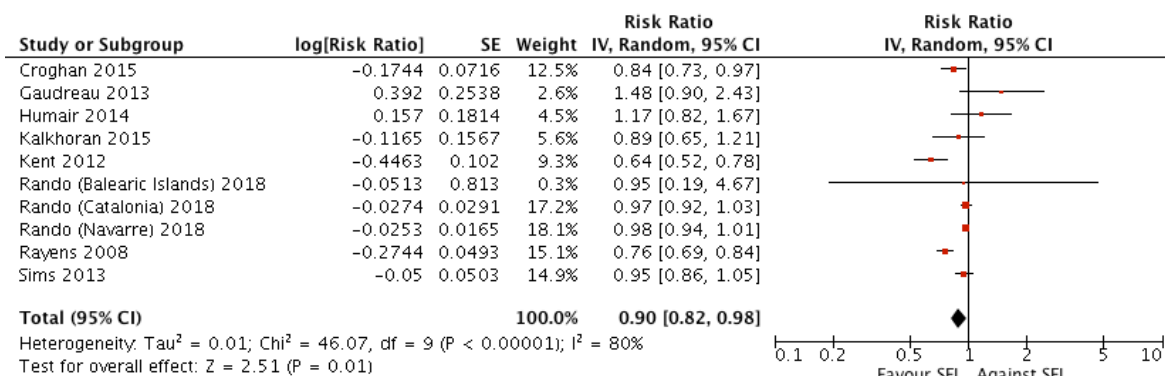 Risk Ratio Risk Ratio
Study or Subgroup log[Risk Ratio] SE Weight IV, Random, 95% CI IV, Random, 95% CI
Croghan 2015 -0.1744 0.0716 12.5% 0.84 [0.73, 0.97]
Gaudreau 2013 0.392 0.2538 2.6% 1.48 [0.90, 2.43]
Humair 2014 0.157 0.1814 4.5% 1.17 [0.82, 1.67]
Kalkhoran 2015 -0.1165 0.1567 5.6% 0.89 [0.65, 1.21]
Kent 2012 -0.4463 0.102 9.3% 0.64 [0.52, 0.78]
Rando (Balearic Islands) 2018 -0.0513 0.813 0.3% 0.95 [0.19, 4.67]
Rando (Catalonia) 2018 -0.0274 0.0291 17.2% 0.97 [0.92, 1.03]
Rando (Navarre) 2018 -0.0253 0.0165 18.1% 0.98 [0.94, 1.01]
Rayens 2008 -0.2744 0.0493 15.1% 0.76 [0.69, 0.84]
Sims 2013 -0.05 0.0503 14.9% 0.95 [0.86, 1.05]
Total (95% CI) 100.0% 0.90 [0.82, 0.98]
Heterogeneity: Tau² = 0.01; Chi² = 46.07, df = 9 (P < 0.00001); I² = 80%
Test for overall effect: Z = 2.51 (P = 0.01)
0.1 0.2 0.5 1 2 5 10
Favour SFL Against SFL